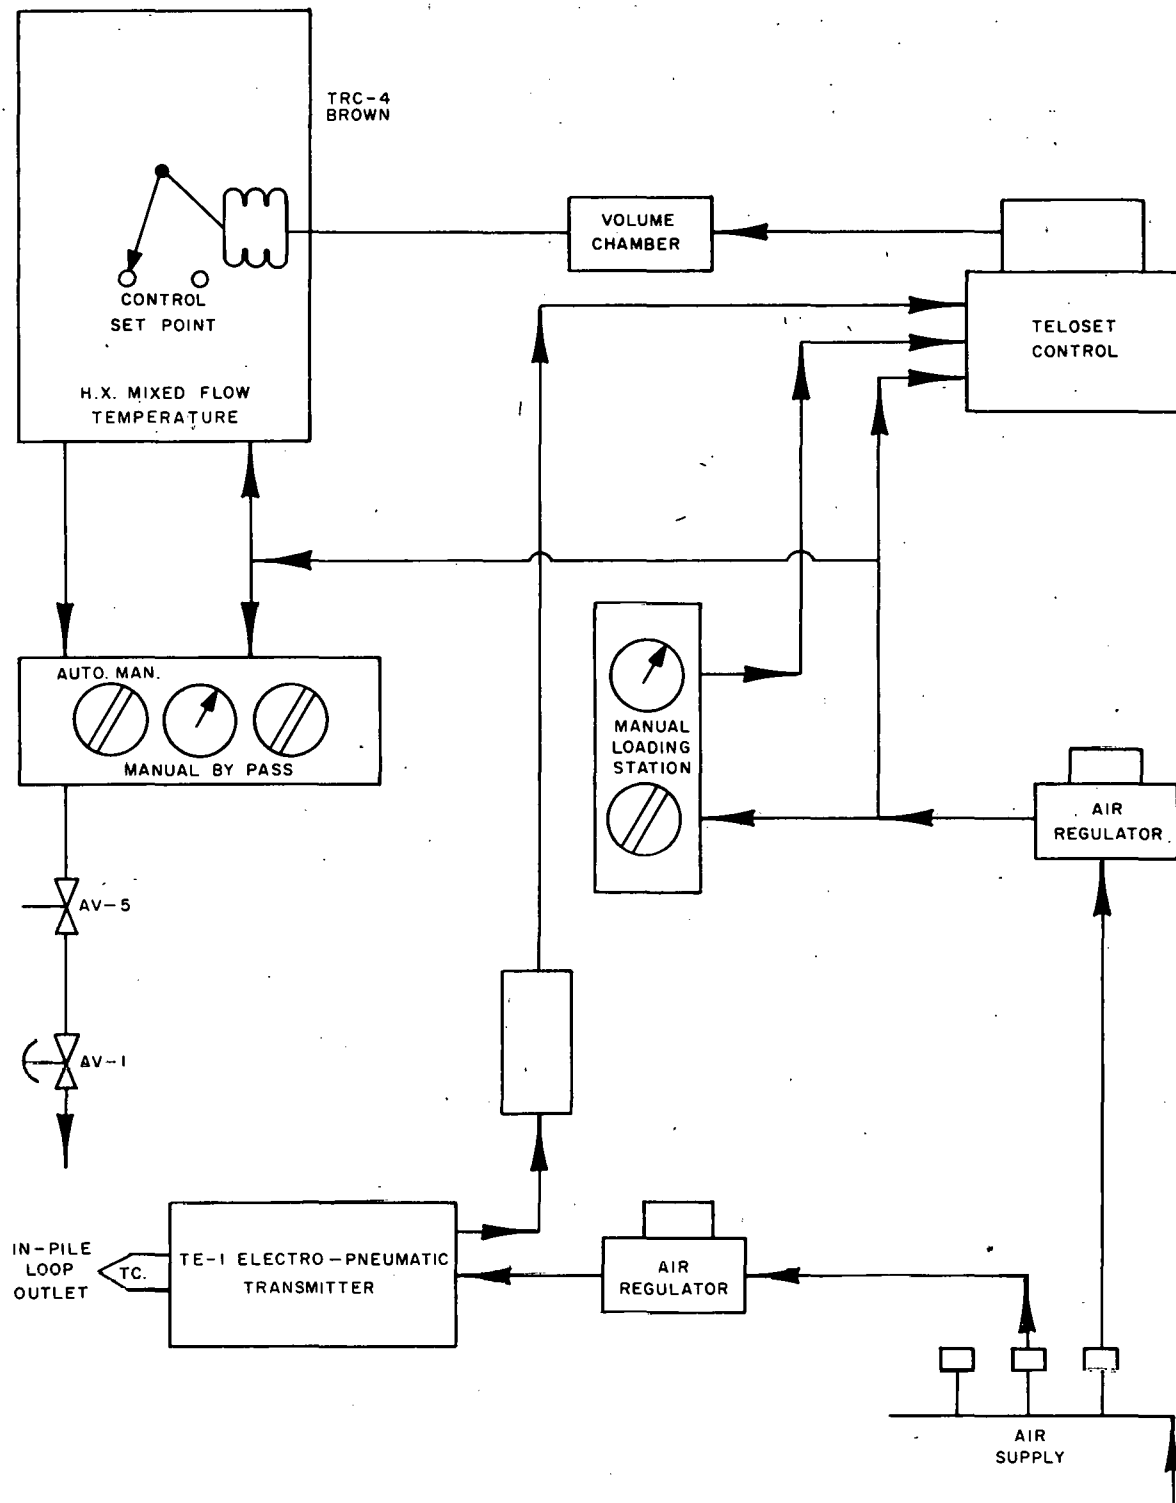 TRC-4
BROWN
VOLUME
CHAMBER
CONTROL
SET POINT
TELOSET
CONTROL
H.X. MIXED FLOW
TEMPERATURE
AUTO. MAN.
MANUAL BY PASS
MANUAL
LOADING
STATION
AIR
REGULATOR
AV-5
AV-1
IN-PILE
LOOP
OUTLET
TC.
TE-1 ELECTRO-PNEUMATIC
TRANSMITTER
AIR
REGULATOR
AIR
SUPPLY